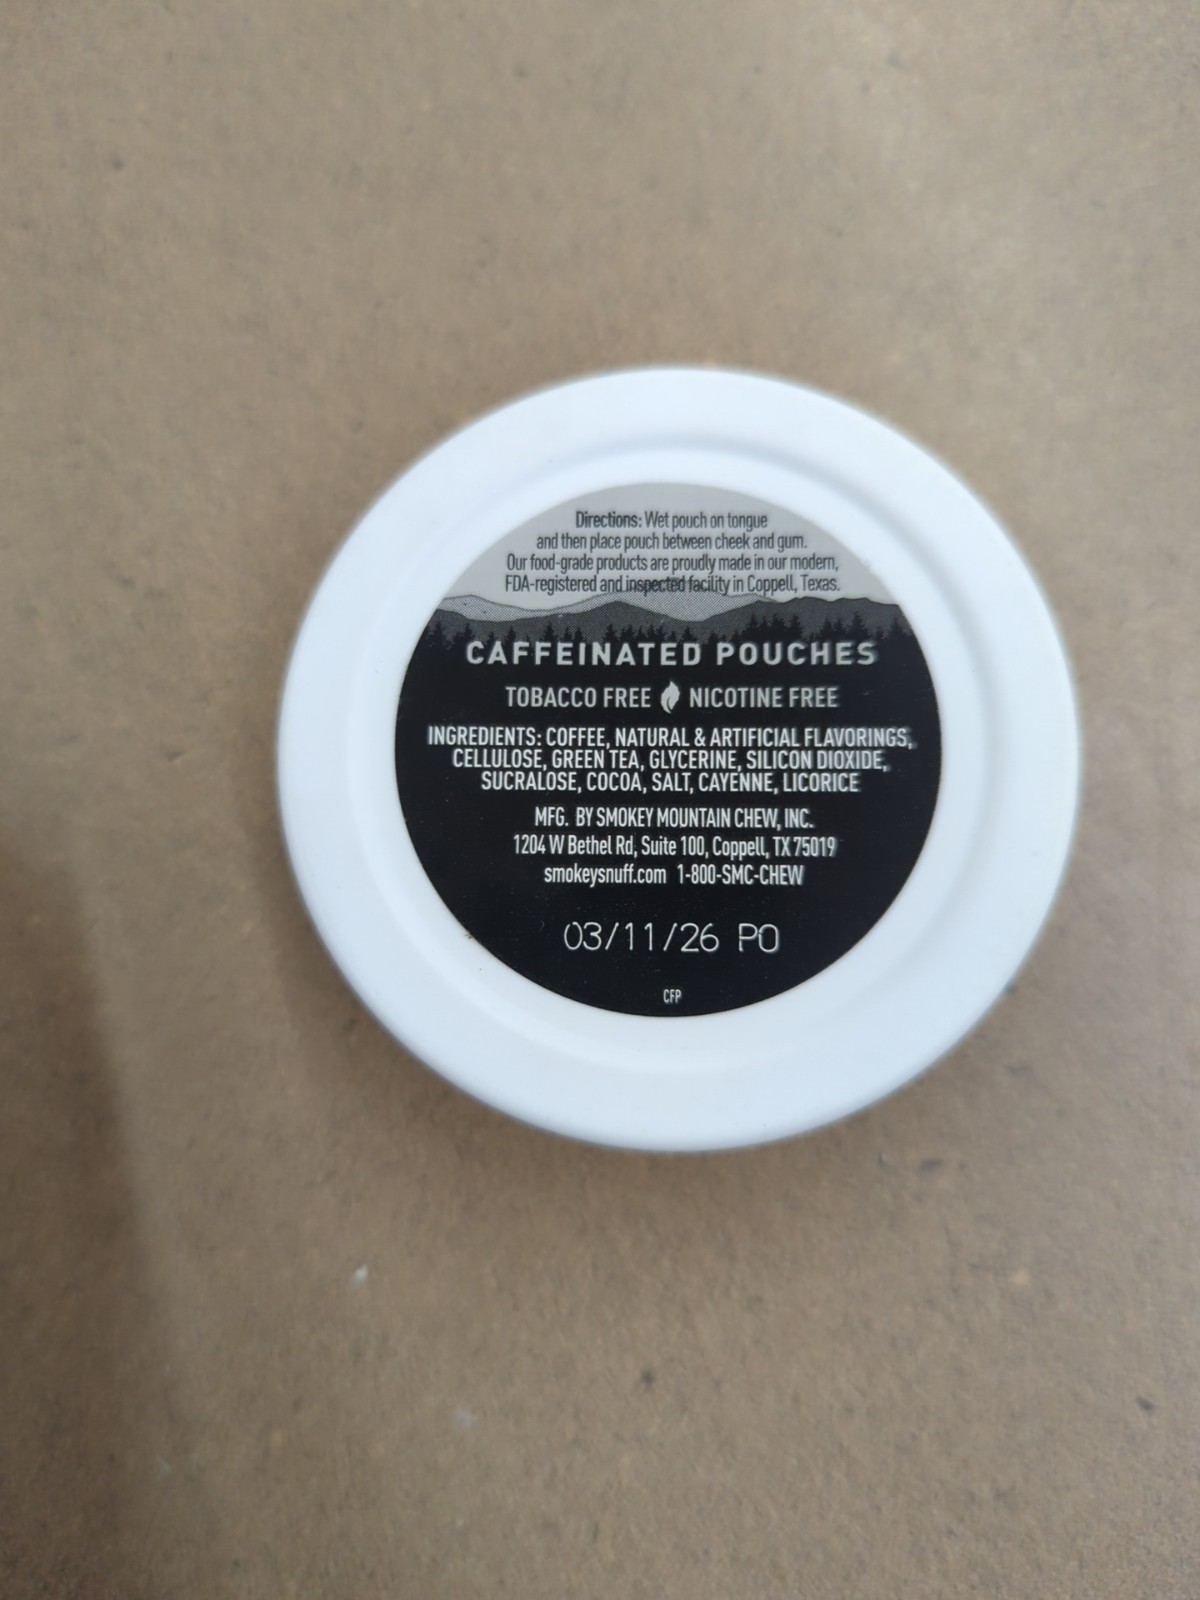 Directions: Wet pouch on tongue
and then place pouch between cheek and gum.
Our food-grade products are proudly made in our modern,
FDA-registered and inspected facility in Coppell, Texas.
CAFFEINATED POUCHES
TOBACCO FREE NICOTINE FREE
INGREDIENTS: COFFEE, NATURAL & ARTIFICIAL FLAVORINGS,
CELLULOSE, GREEN TEA, GLYCERINE, SILICON DIOXIDE,
SUCRALOSE, COCOA, SALT, CAYENNE, LICORICE
MFG. BY SMOKEY MOUNTAIN CHEW, INC.
1204 W Bethel Rd, Suite 100, Coppell, TX 75019
smokeysnuff.com 1-800-SMC-CHEW
03/11/26 PO
CFP